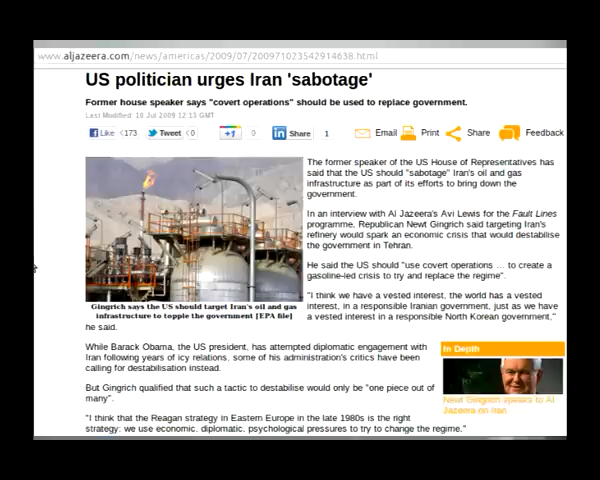 www.aljazeera.com/news/americas/2009/07/200971023542914638.html
US politician urges Iran 'sabotage'
Former house speaker says "covert operations" should be used to replace government.
Last Modified: 10 Jul 2009 12:13 GMT
Like 173 Tweet 0 +1 0 in Share 1 Email Print Share Feedback
The former speaker of the US House of Representatives has
said that the US should "sabotage" Iran's oil and gas
infrastructure as part of its efforts to bring down the
government.
In an interview with Al Jazeera's Avi Lewis for the Fault Lines
programme, Republican Newt Gingrich said targeting Iran's
refinery would spark an economic crisis that would destabilise
the government in Tehran.
He said the US should "use covert operations ... to create a
gasoline-led crisis to try and replace the regime".
"I think we have a vested interest, the world has a vested
interest, in a responsible Iranian government, just as we have
a vested interest in a responsible North Korean government,"
he said.
Gingrich says the US should target Iran's oil and gas
infrastructure to topple the government [EPA file]
While Barack Obama, the US president, has attempted diplomatic engagement with
Iran following years of icy relations, some of his administration's critics have been
calling for destabilisation instead.
But Gingrich qualified that such a tactic to destabilise would only be "one piece out of
many".
"I think that the Reagan strategy in Eastern Europe in the late 1980s is the right
strategy: we use economic, diplomatic, psychological pressures to try to change the regime."
In Depth
Newt Gingrich speaks to Al
Jazeera on Iran